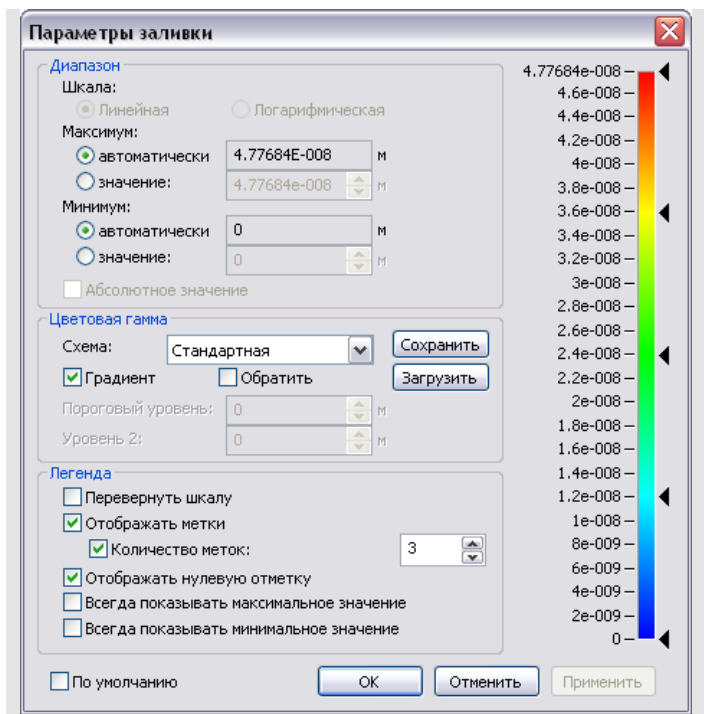 Параметры заливки
Диапазон
Шкала:
Линейная Логарифмическая
Максимум:
автоматически 4.77684E-008 м
значение: 4.77684e-008 м
Минимум:
автоматически 0 м
значение: 0 м
Абсолютное значение
Цветовая гамма
Схема: Стандартная Сохранить
Градиент Обратить Загрузить
Пороговый уровень: 0 м
Уровень 2: 0 м
Легенда
Перевернуть шкалу
Отображать метки
Количество меток: 3
Отображать нулевую отметку
Всегда показывать максимальное значение
Всегда показывать минимальное значение
По умолчанию OK Отменить Применить
4.77684e-008
4.6e-008
4.4e-008
4.2e-008
4e-008
3.8e-008
3.6e-008
3.4e-008
3.2e-008
3e-008
2.8e-008
2.6e-008
2.4e-008
2.2e-008
2e-008
1.8e-008
1.6e-008
1.4e-008
1.2e-008
1e-008
8e-009
6e-009
4e-009
2e-009
0